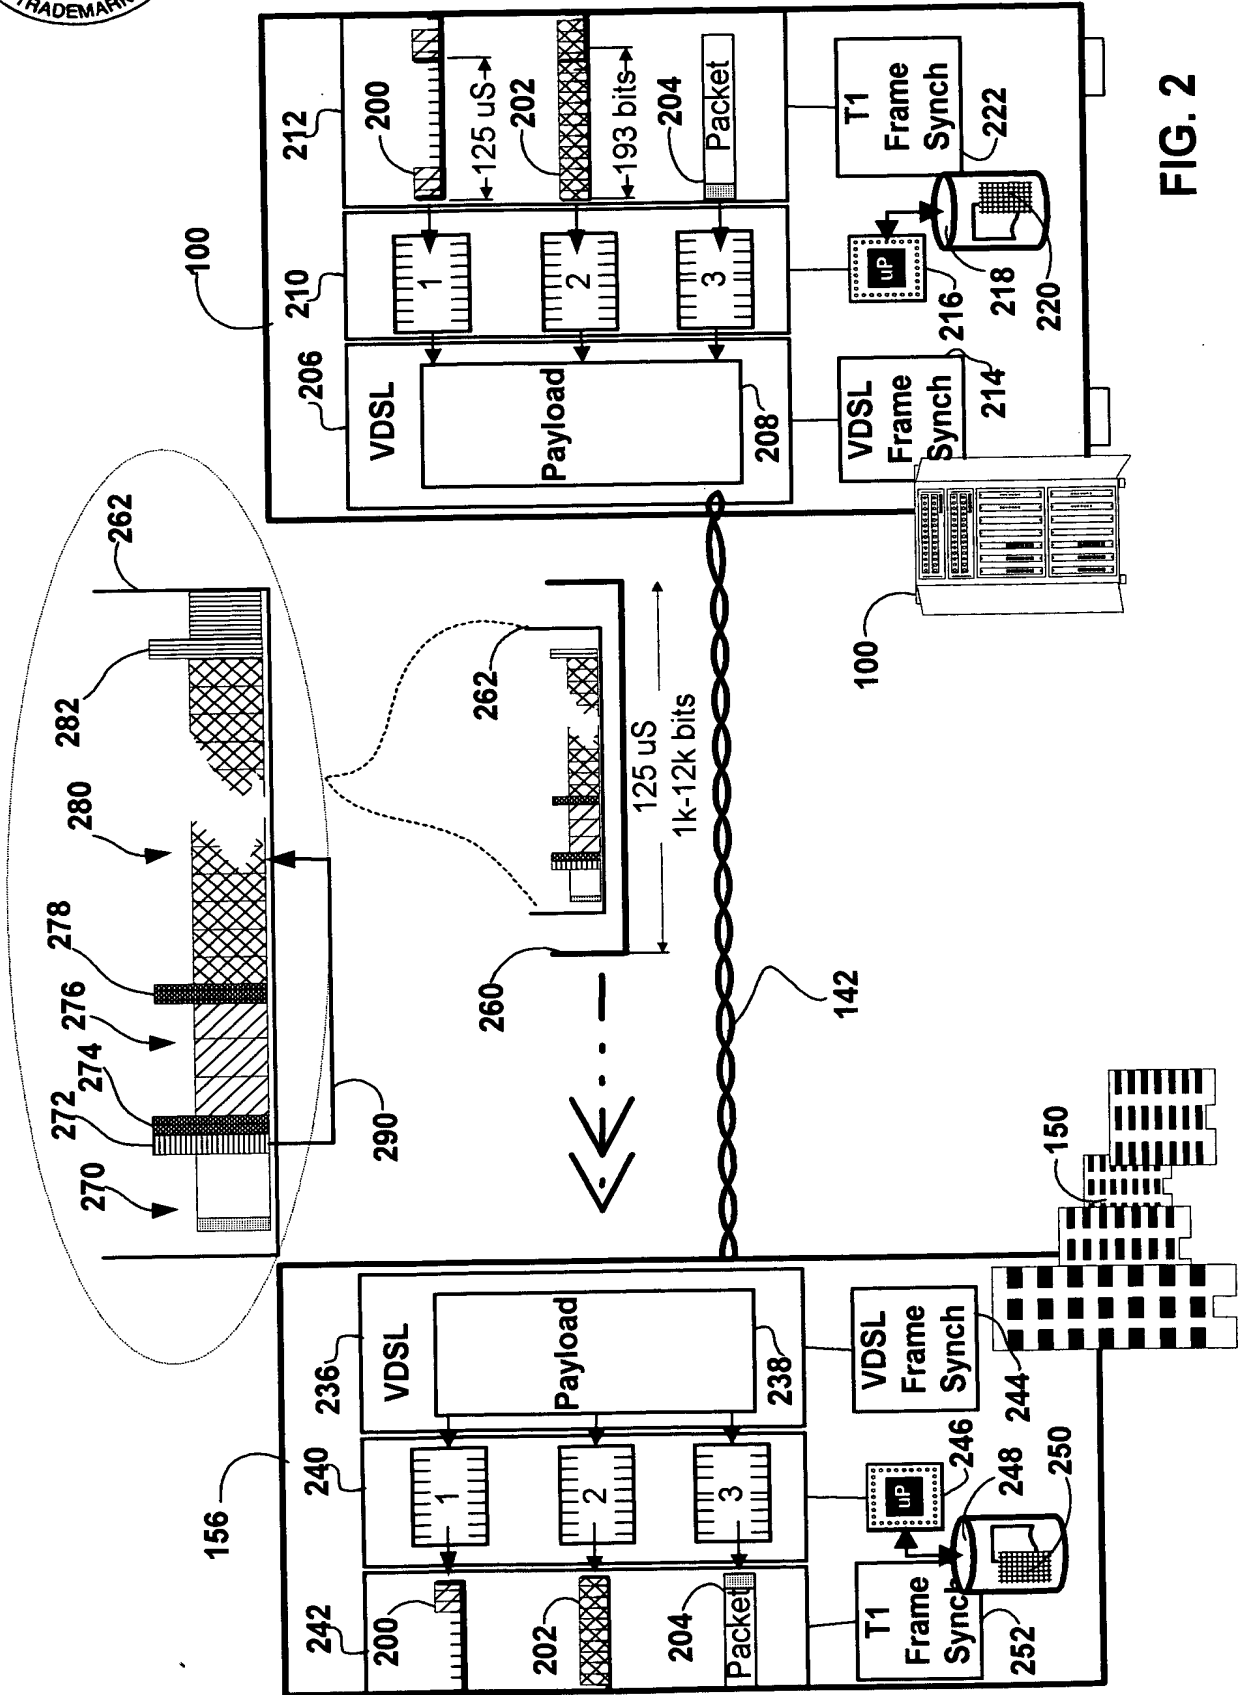 TRADEMARK
262
282
280
278
276
274
272
270
290
262
260
125 uS
1k-12k bits
142
100
212
200
125 uS
202
193 bits
204
Packet
210
1
2
3
206
VDSL
Payload
208
T1
Frame
Synch
222
uP
216
218
220
VDSL
Frame
Synch
214
100
156
236
VDSL
Payload
238
240
1
2
3
242
200
202
204
Packet
VDSL
Frame
Synch
244
uP
246
248
250
T1
Frame
Synch
252
150
FIG. 2